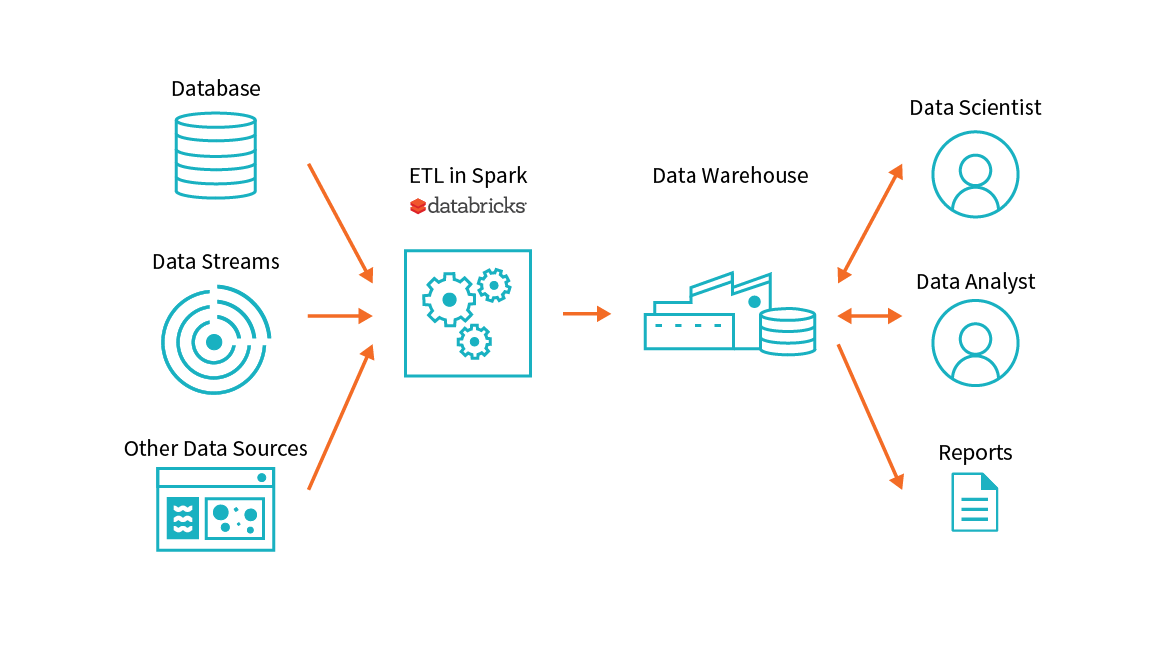 Database
Data Streams
Other Data Sources
ETL in Spark
databricks
Data Warehouse
Data Scientist
Data Analyst
Reports